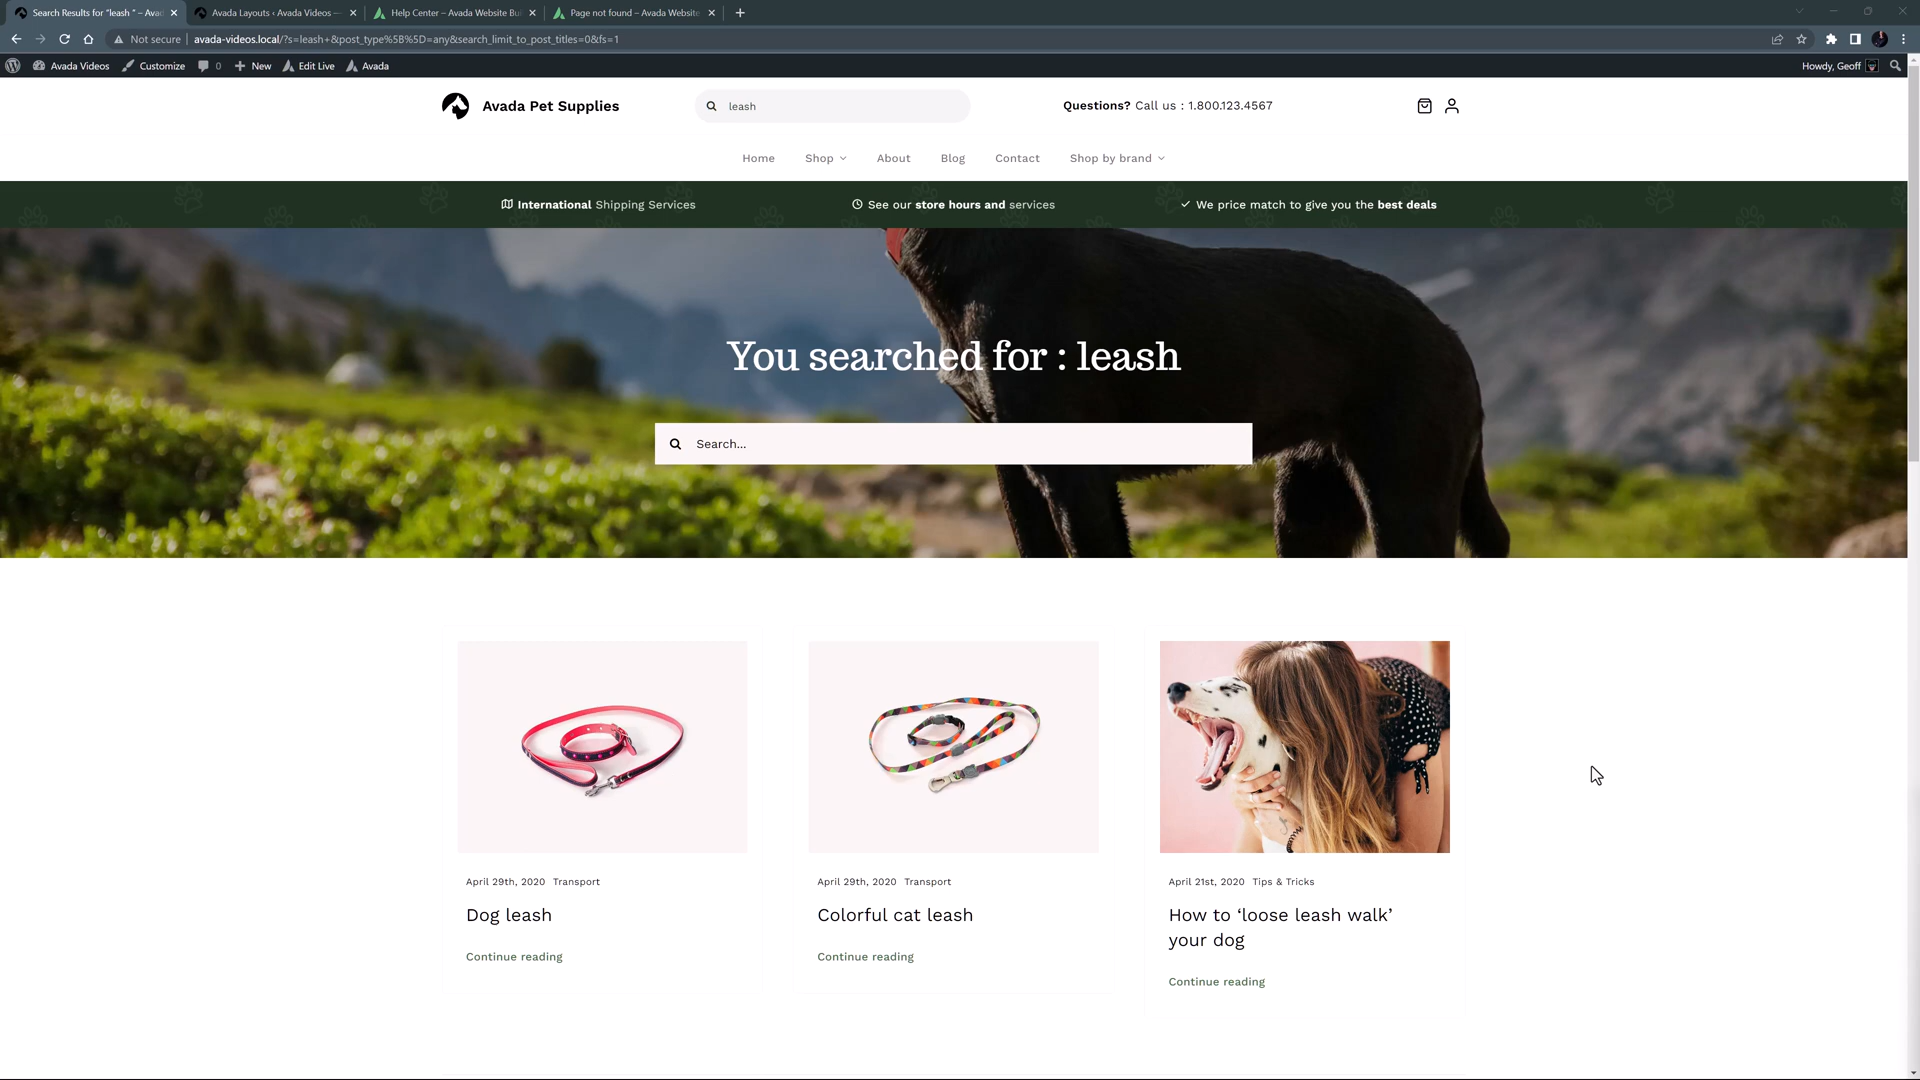 Search Results for "leash " – Avad
Avada Layouts ‹ Avada Videos —
Help Center – Avada Website Bu
Page not found – Avada Website
Not secure
avada-videos.local/?s=leash+&post_type%5B%5D=any&search_limit_to_post_titles=0&fs=1
Avada Videos
Customize
0
New
Edit Live
Avada
Howdy, Geoff
Avada Pet Supplies
leash
Questions? Call us : 1.800.123.4567
Home
Shop
About
Blog
Contact
Shop by brand
International Shipping Services
See our store hours and services
We price match to give you the best deals
You searched for : leash
Search...
April 29th, 2020 Transport
Dog leash
Continue reading
April 29th, 2020 Transport
Colorful cat leash
Continue reading
April 21st, 2020 Tips & Tricks
How to ‘loose leash walk’
your dog
Continue reading